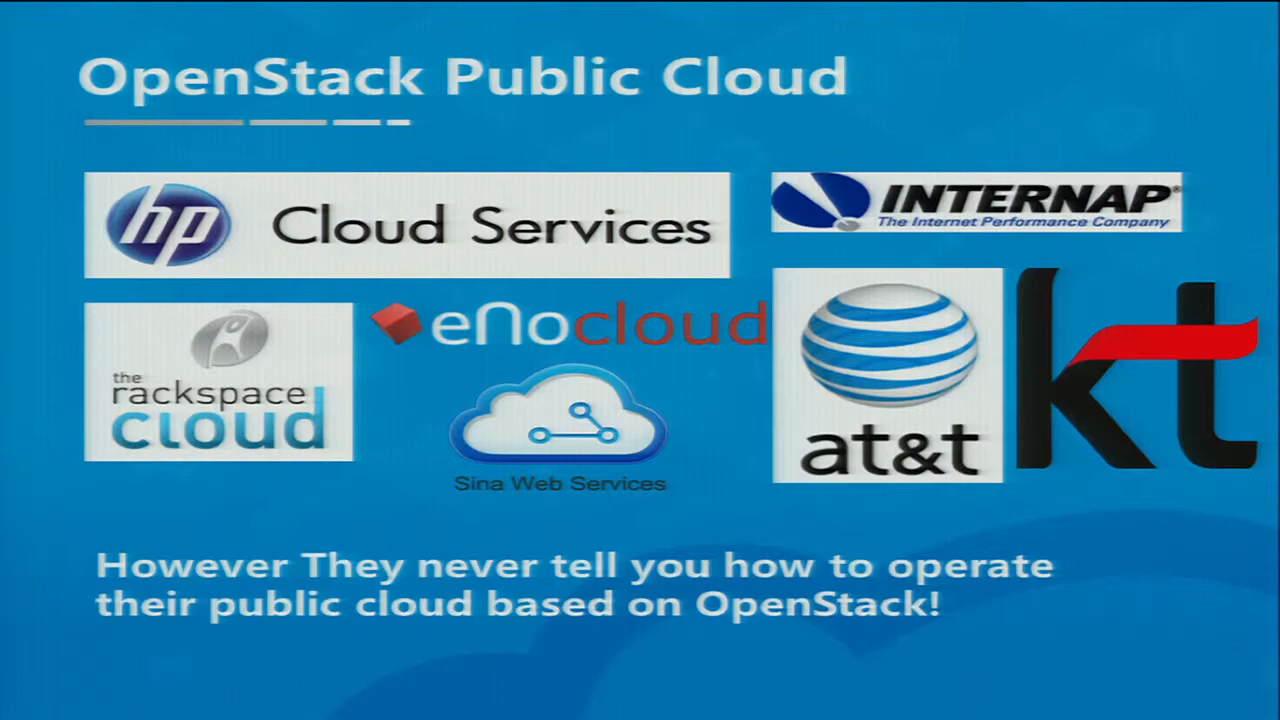 OpenStack Public Cloud
hp Cloud Services
INTERNAP®
The Internet Performance Company
the
rackspace
cloud
eNocloud
Sina Web Services
at&t
kt
However They never tell you how to operate
their public cloud based on OpenStack!